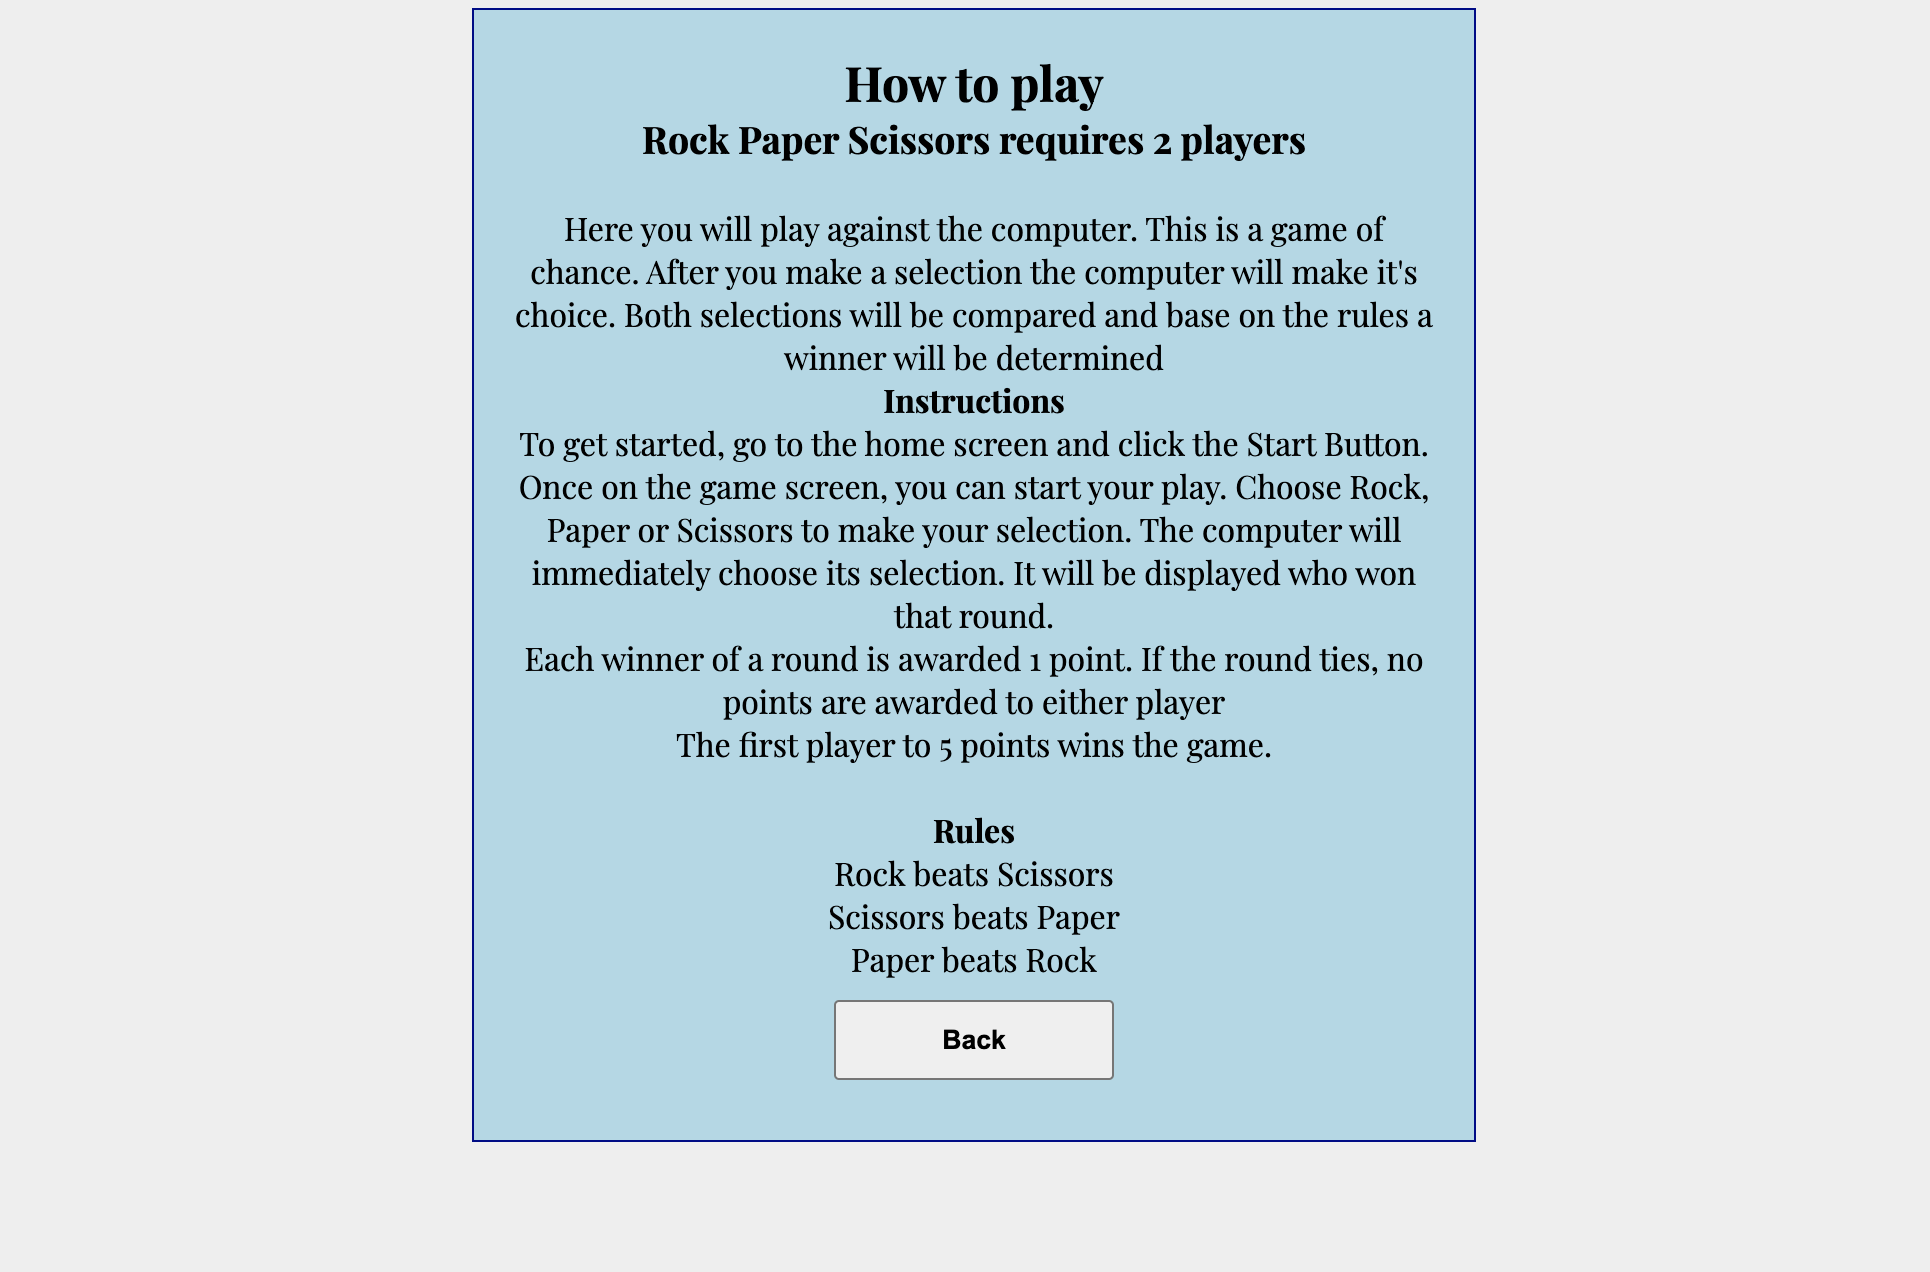 How to play
Rock Paper Scissors requires 2 players
Here you will play against the computer. This is a game of
chance. After you make a selection the computer will make it's
choice. Both selections will be compared and base on the rules a
winner will be determined
Instructions
To get started, go to the home screen and click the Start Button.
Once on the game screen, you can start your play. Choose Rock,
Paper or Scissors to make your selection. The computer will
immediately choose its selection. It will be displayed who won
that round.
Each winner of a round is awarded 1 point. If the round ties, no
points are awarded to either player
The first player to 5 points wins the game.
Rules
Rock beats Scissors
Scissors beats Paper
Paper beats Rock
Back